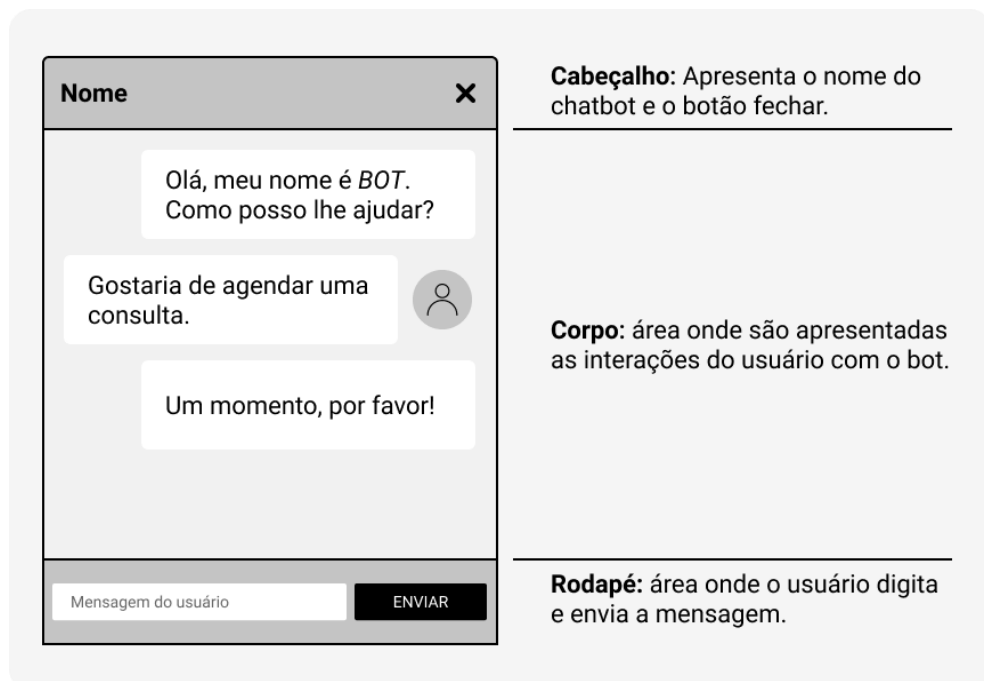 Nome
Cabeçalho: Apresenta o nome do
chatbot e o botão fechar.
Olá, meu nome é BOT.
Como posso lhe ajudar?
Gostaria de agendar uma
consulta.
Um momento, por favor!
Corpo: área onde são apresentadas
as interações do usuário com o bot.
Mensagem do usuário
ENVIAR
Rodapé: área onde o usuário digita
e envia a mensagem.